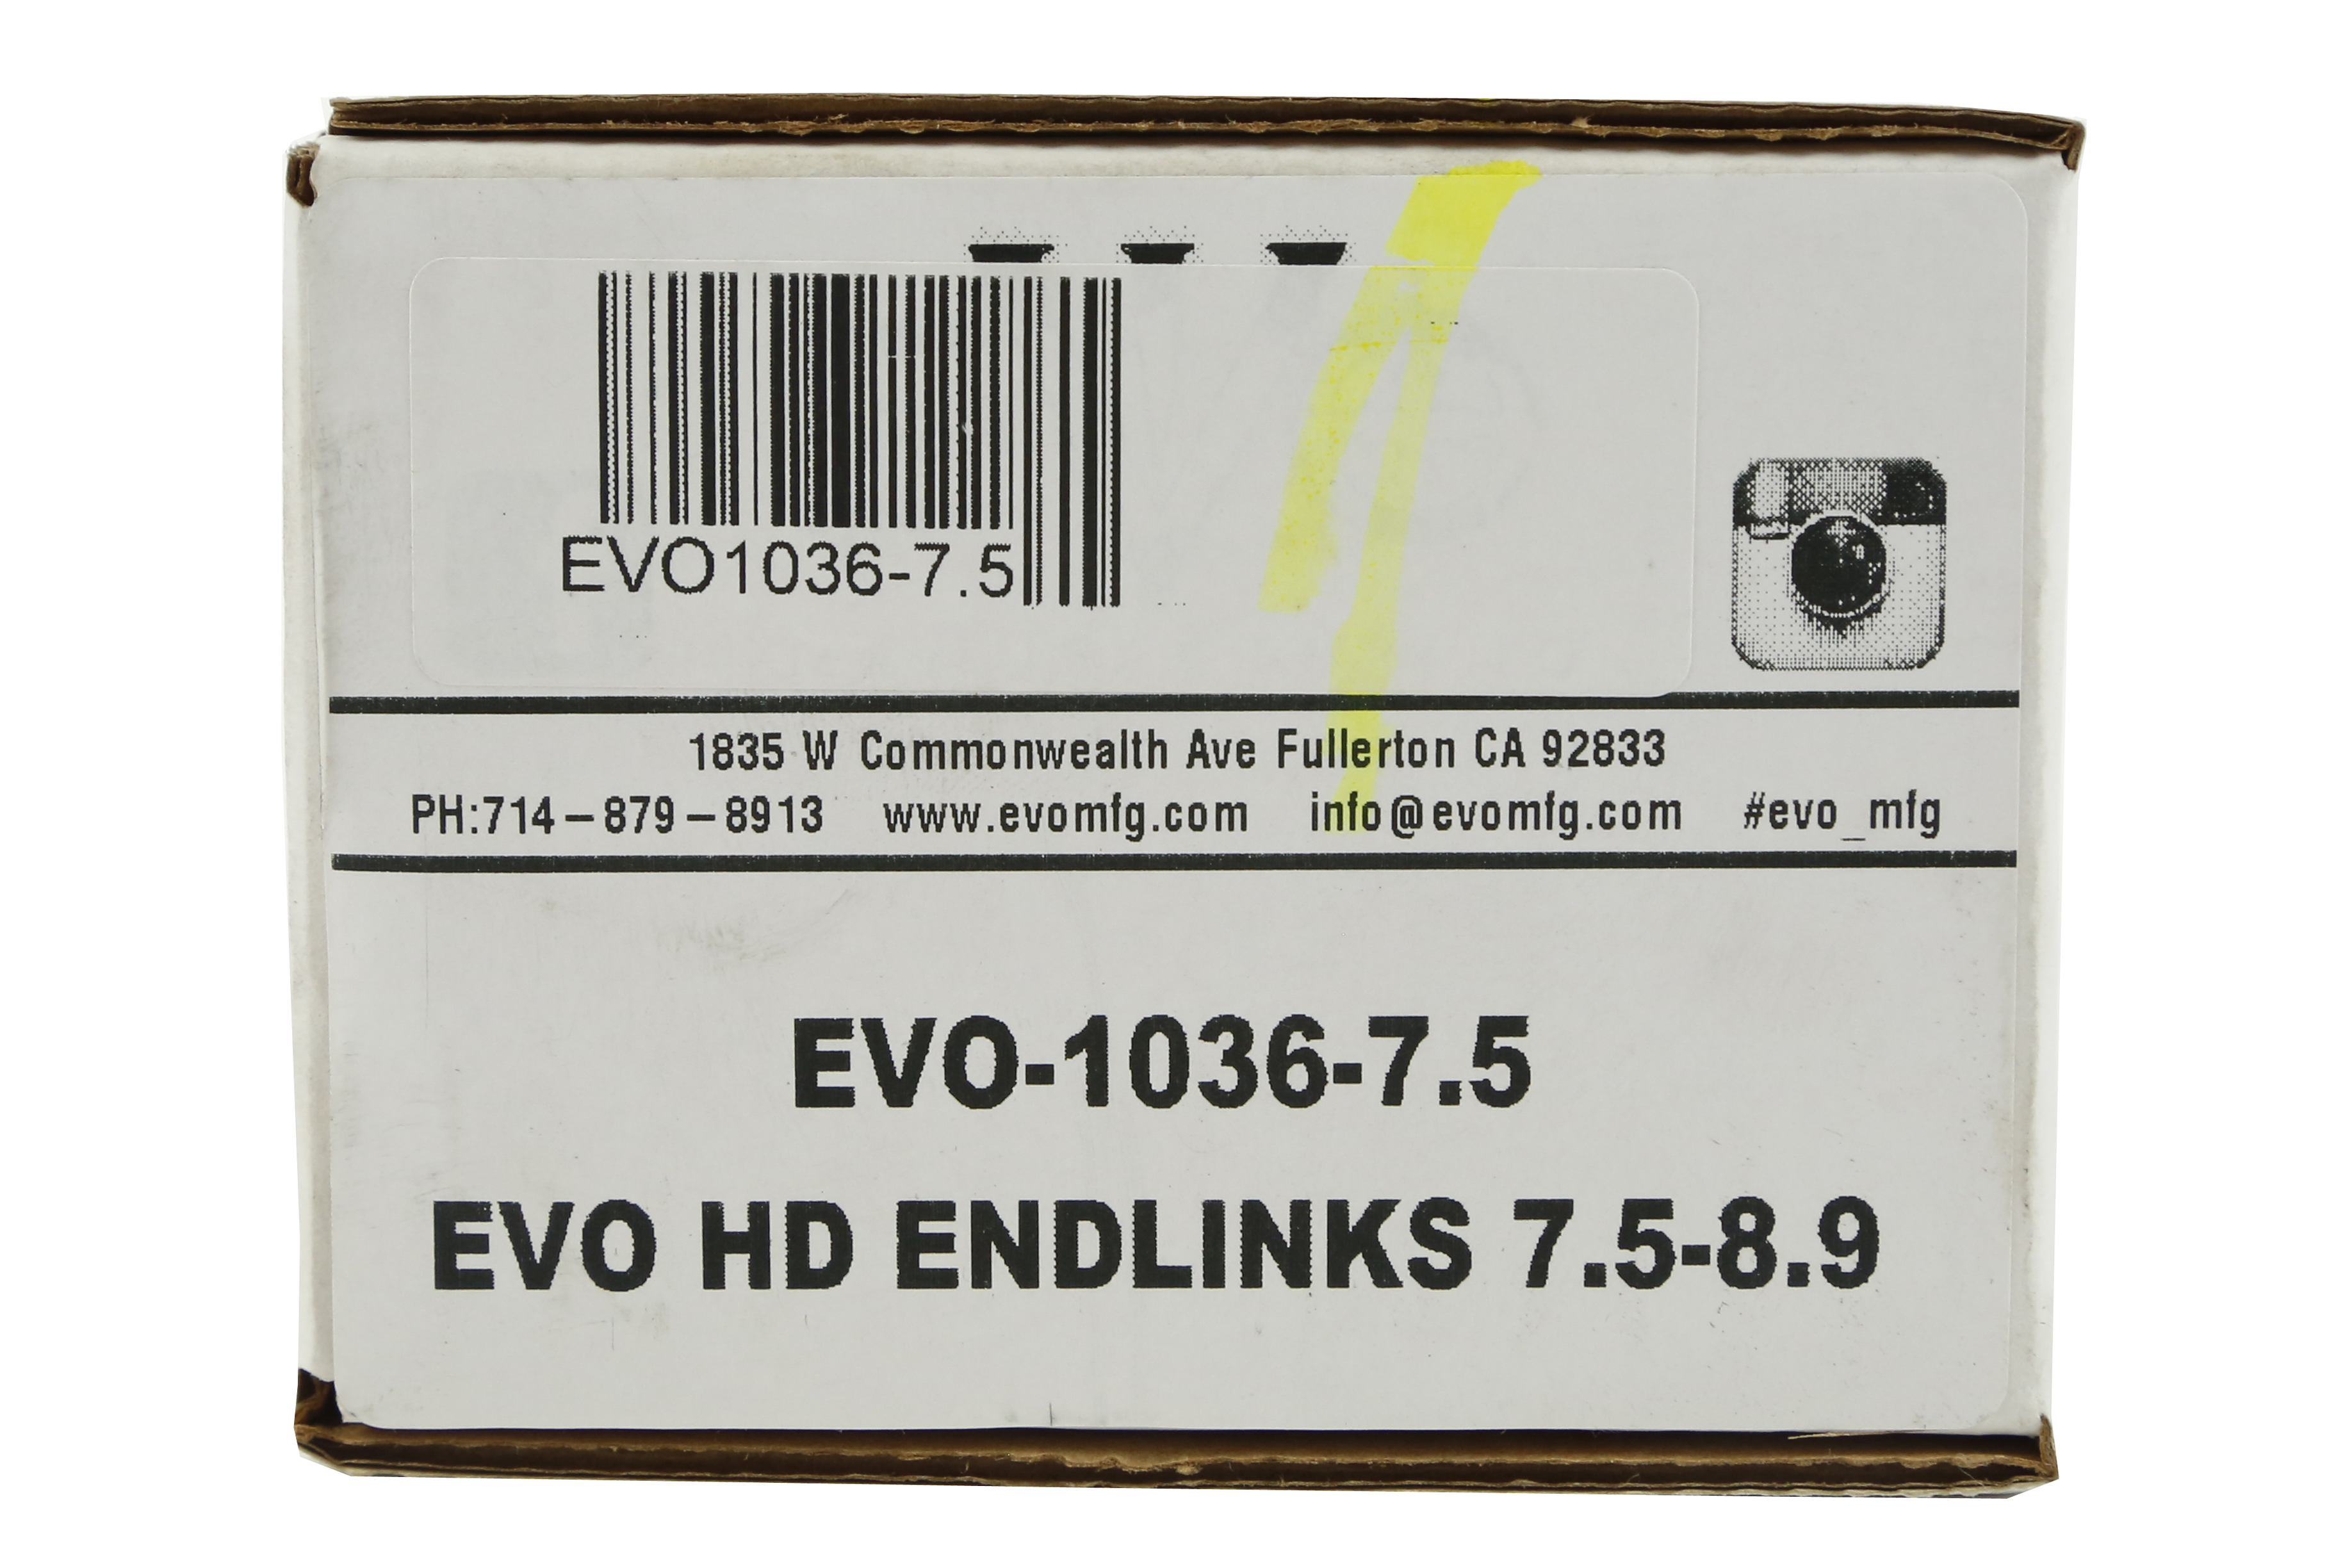 EVO1036-7.5
1835 W Commonwealth Ave Fullerton CA 92833
PH:714-879-8913 www.evomfg.com info@evomfg.com #evo_mfg
EVO-1036-7.5
EVO HD ENDLINKS 7.5-8.9